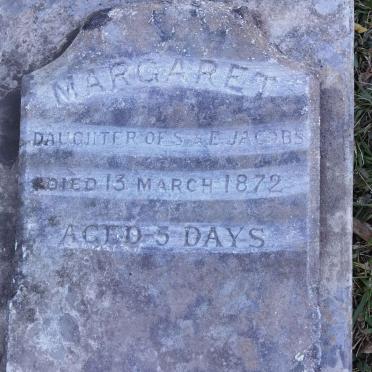 MARGARET
DAUGHTER OF S & E JACOBS
DIED 13 MARCH 1872
AGED 5 DAYS